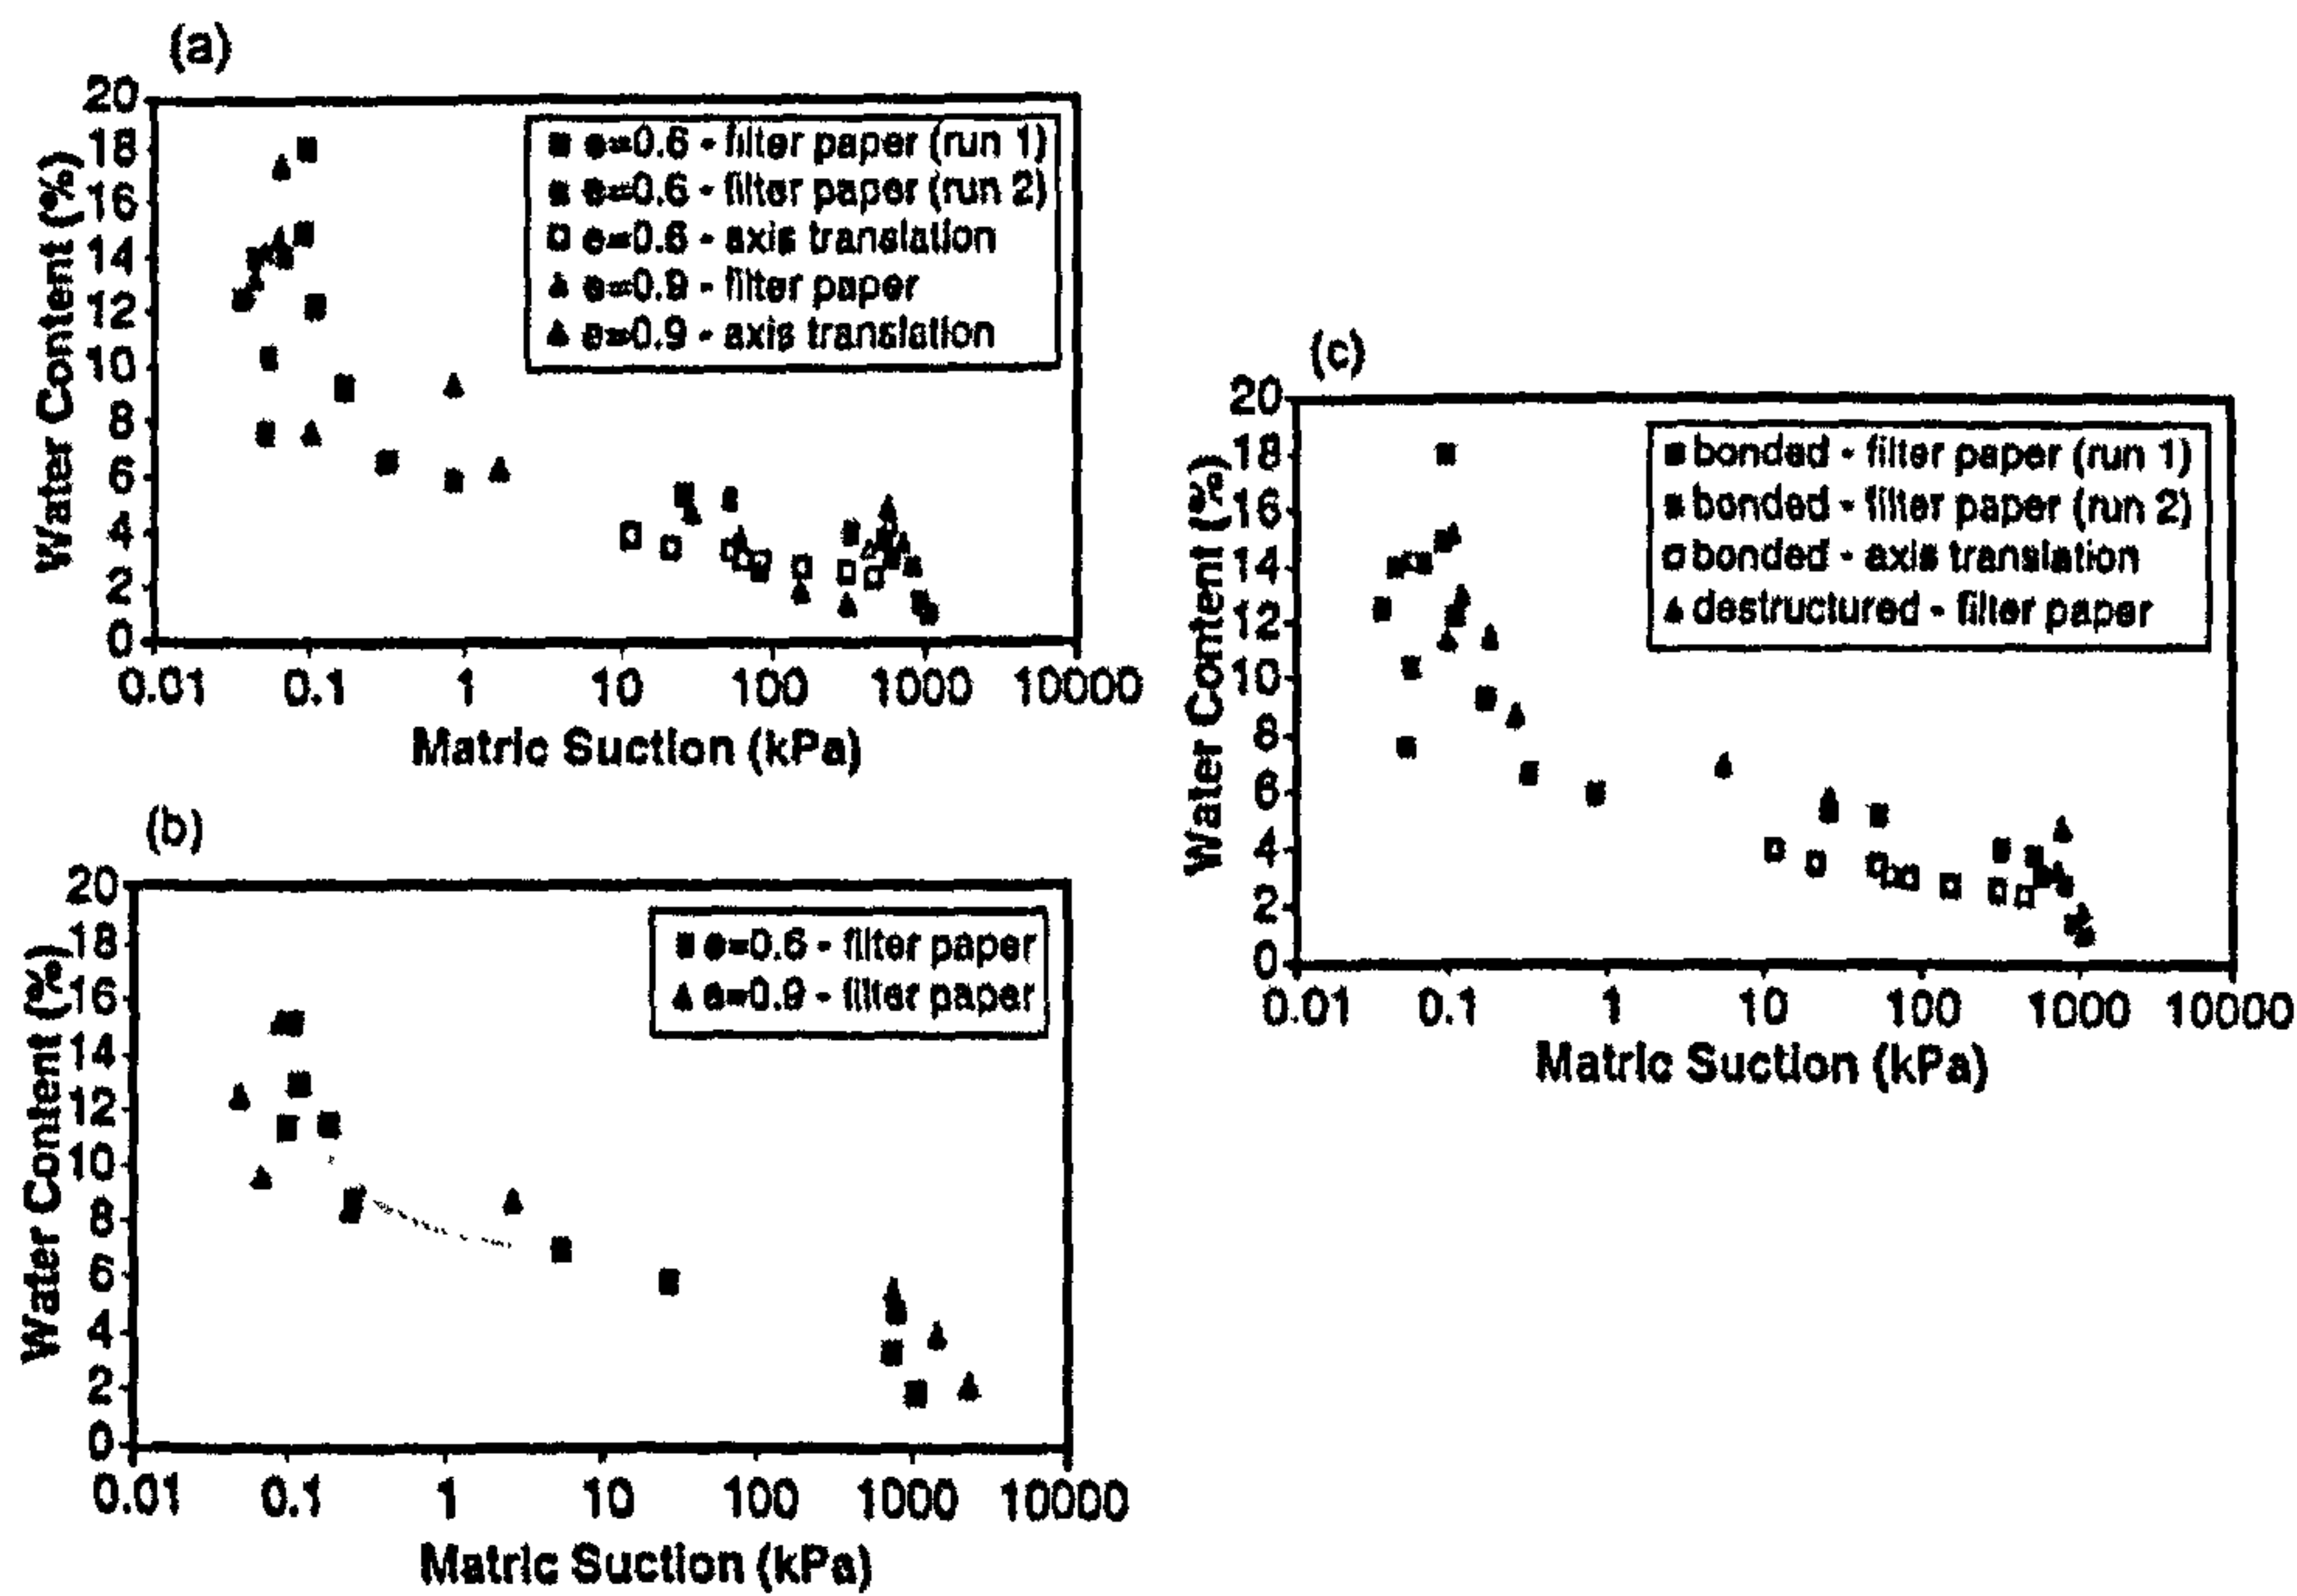 (a)
20
18
16
14
12
10
8
6
4
2
0
Water Content (%)
e=0.6 - filter paper (run 1)
e=0.6 - filter paper (run 2)
e=0.6 - axis translation
e=0.9 - filter paper
e=0.9 - axis translation
0.01 0.1 1 10 100 1000 10000
Matric Suction (kPa)
(b)
20
18
16
14
12
10
8
6
4
2
0
Water Content (%)
e=0.6 - filter paper
e=0.9 - filter paper
0.01 0.1 1 10 100 1000 10000
Matric Suction (kPa)
(c)
20
18
16
14
12
10
8
6
4
2
0
Water Content (%)
bonded - filter paper (run 1)
bonded - filter paper (run 2)
bonded - axis translation
destructured - filter paper
0.01 0.1 1 10 100 1000 10000
Matric Suction (kPa)